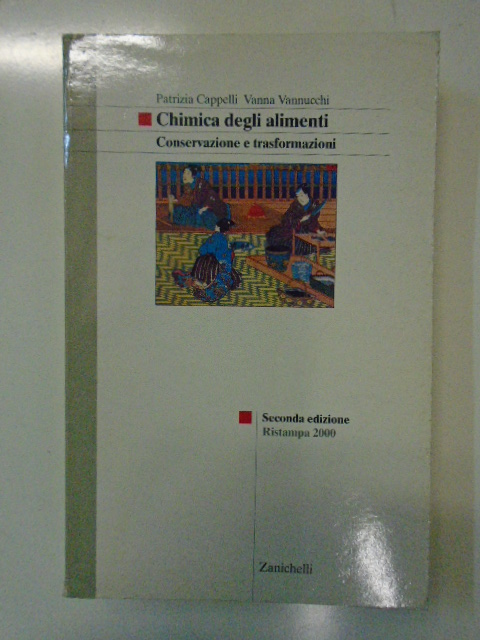 Patrizia Cappelli Vanna Vannucchi
Chimica degli alimenti
Conservazione e trasformazioni
Seconda edizione
Ristampa 2000
Zanichelli